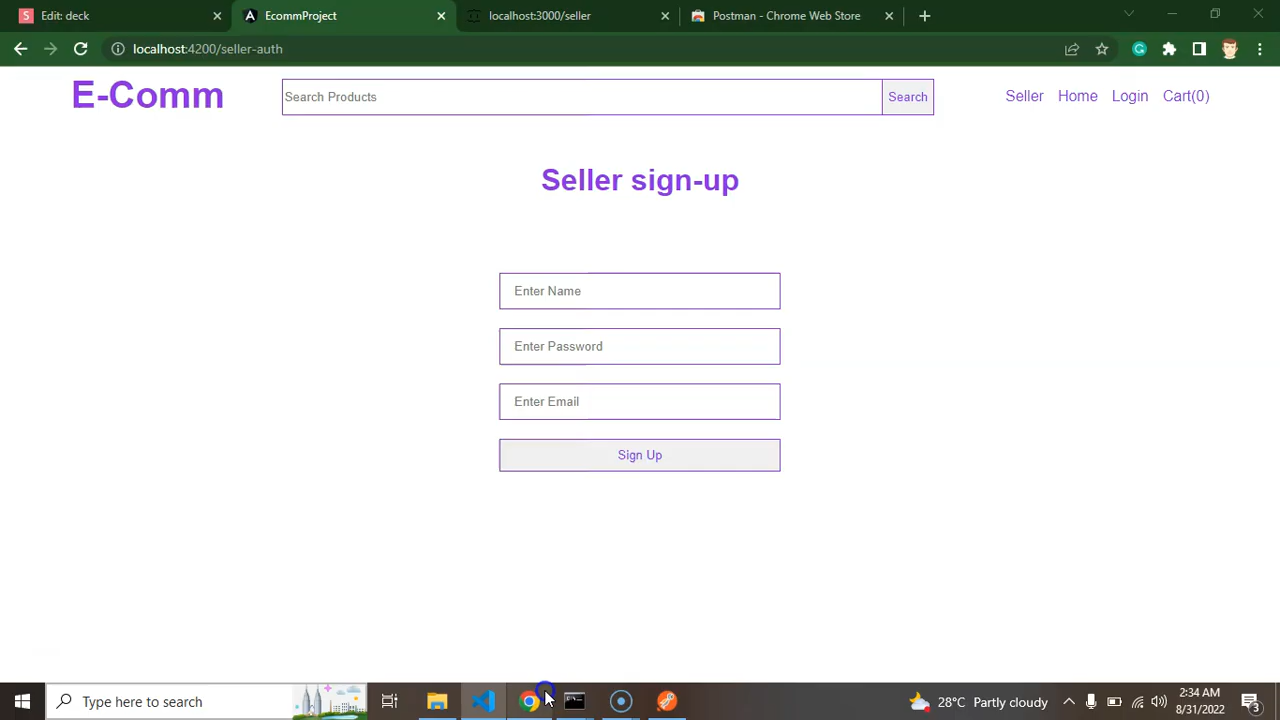 Edit: deck
EcommProject
localhost:3000/seller
Postman - Chrome Web Store
localhost:4200/seller-auth
E-Comm
Search Products
Search
Seller
Home
Login
Cart(0)
Seller sign-up
Enter Name
Enter Password
Enter Email
Sign Up
Type here to search
28°C Partly cloudy
2:34 AM
8/31/2022
3